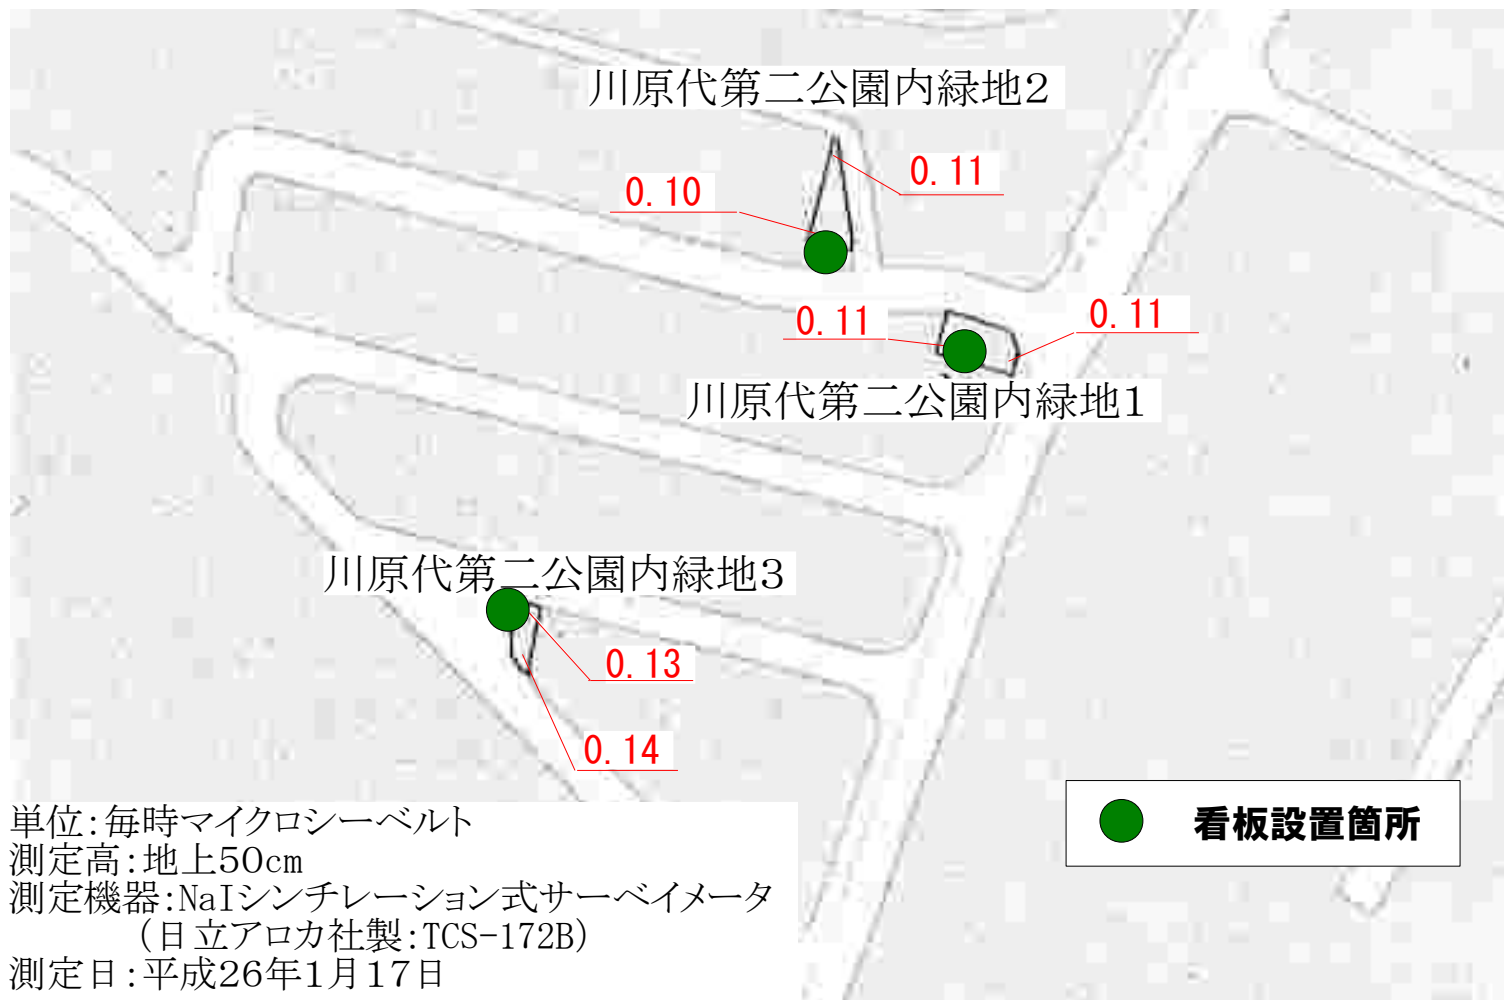 川原代第二公園内緑地2
0.11
0.10
0.11
0.11
川原代第二公園内緑地1
川原代第二公園内緑地3
0.13
0.14
単位:毎時マイクロシーベルト
測定高:地上50cm
測定機器:NaIシンチレーション式サーベイメータ
(日立アロカ社製:TCS-172B)
測定日:平成26年1月17日
看板設置箇所